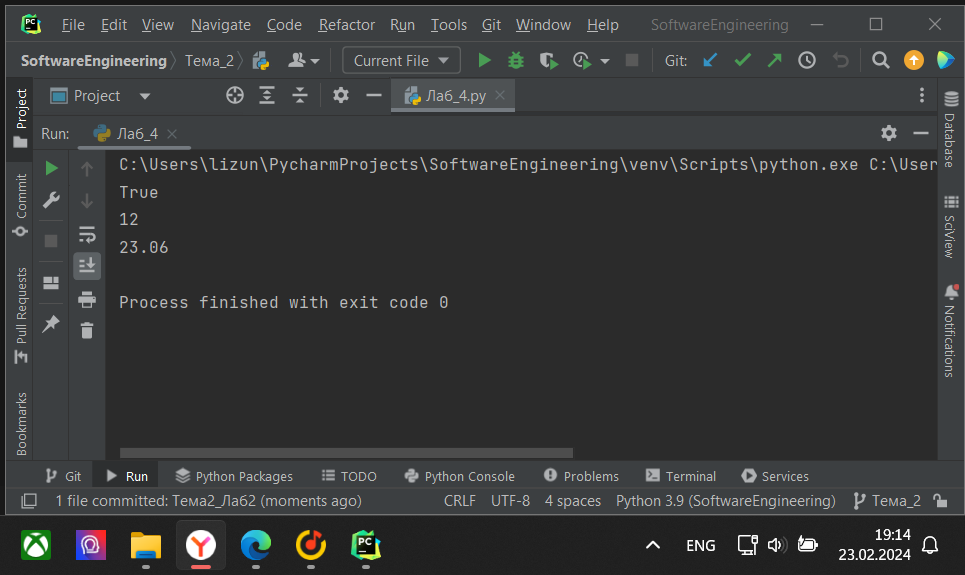 File Edit View Navigate Code Refactor Run Tools Git Window Help SoftwareEngineering
SoftwareEngineering Тема_2 Current File Git:
Project Лаб_4.py
Run: Лаб_4
C:\Users\lizun\PycharmProjects\SoftwareEngineering\venv\Scripts\python.exe C:\User
True
12
23.06
Process finished with exit code 0
Project
Commit
Pull Requests
Bookmarks
Database
SciView
Notifications
Git Run Python Packages TODO Python Console Problems Terminal Services
1 file committed: Тема2_Лаб2 (moments ago) CRLF UTF-8 4 spaces Python 3.9 (SoftwareEngineering) Тема_2
PC
ENG
19:14
23.02.2024